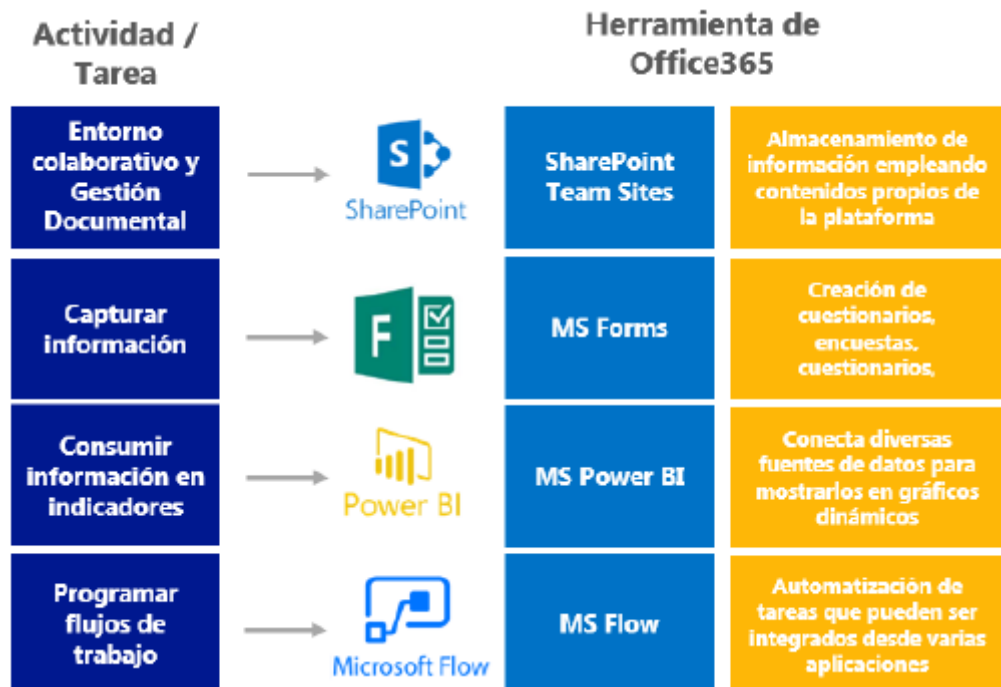 Actividad /
Tarea
Herramienta de
Office365
Entorno
colaborativo y
Gestión
Documental
S
SharePoint
SharePoint
Team Sites
Almacenamiento de
información empleando
contenidos propios de
la plataforma
Capturar
información
F
MS Forms
Creación de
cuestionarios,
encuestas,
cuestionarios,
Consumir
información en
indicadores
Power BI
MS Power BI
Conecta diversas
fuentes de datos para
mostrarlos en gráficos
dinámicos
Programar
flujos de
trabajo
Microsoft Flow
MS Flow
Automatización de
tareas que pueden ser
integrados desde varias
aplicaciones